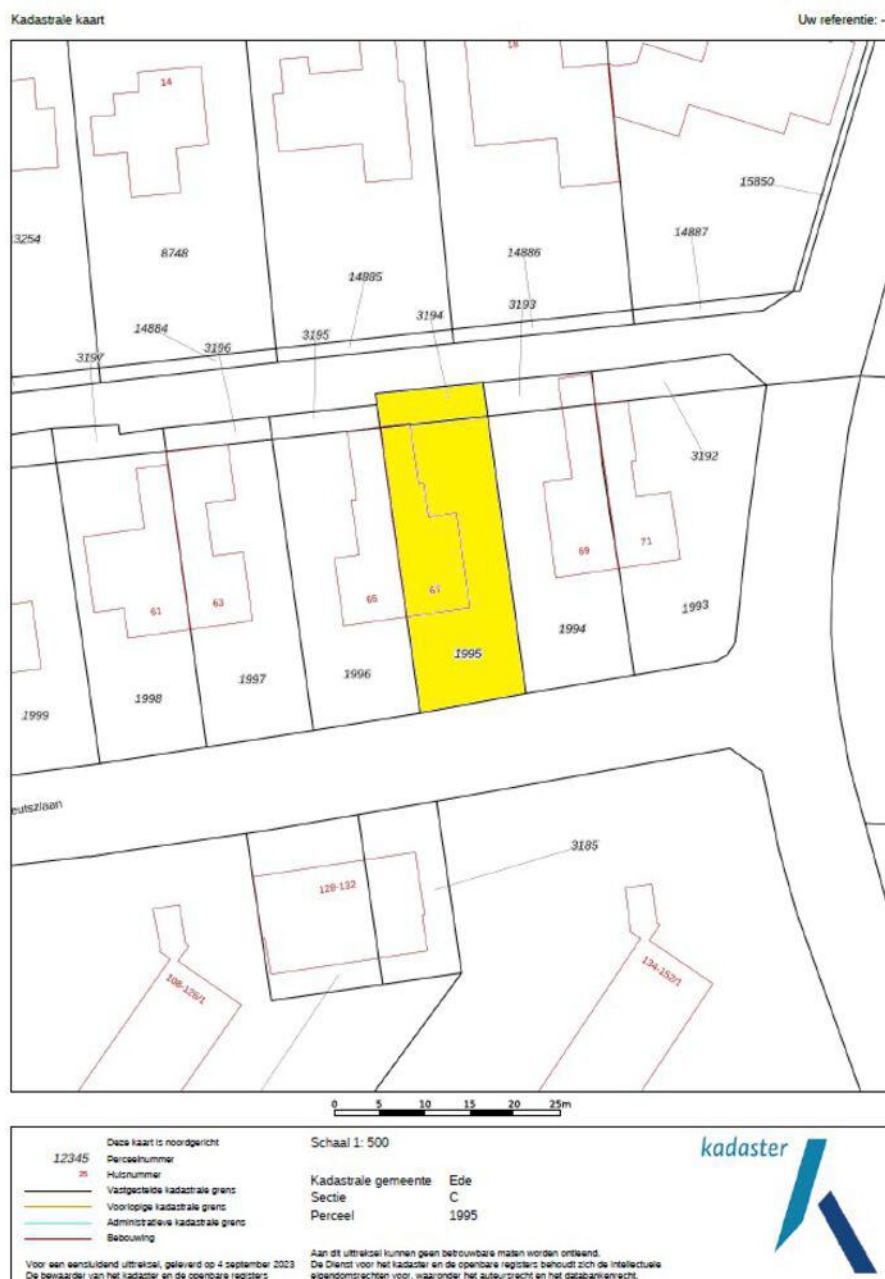 Kadastrale kaart
Uw referentie: -
14
18
15850
3254
8748
14885
14886
14887
14884
3197
3196
3195
3194
3193
3192
61
63
65
67
69
71
1999
1998
1997
1996
1995
1994
1993
eutszlaan
3185
128-132
108-126/1
134-152/1
0 5 10 15 20 25m
Deze kaart is noordgericht
12345 Perceelnummer
25 Huisnummer
Vastgestelde kadastrale grens
Voorlopige kadastrale grens
Administratieve kadastrale grens
Bebouwing
Voor een eensluidend uittreksel, geleverd op 4 september 2023
De bewaarder van het kadaster en de openbare registers
Schaal 1: 500
Kadastrale gemeente Ede
Sectie C
Perceel 1995
Aan dit uittreksel kunnen geen betrouwbare maten worden ontleend.
De Dienst voor het kadaster en de openbare registers behoudt zich de intellectuele
eigendomsrechten voor, waaronder het auteursrecht en het databankenrecht.
kadaster